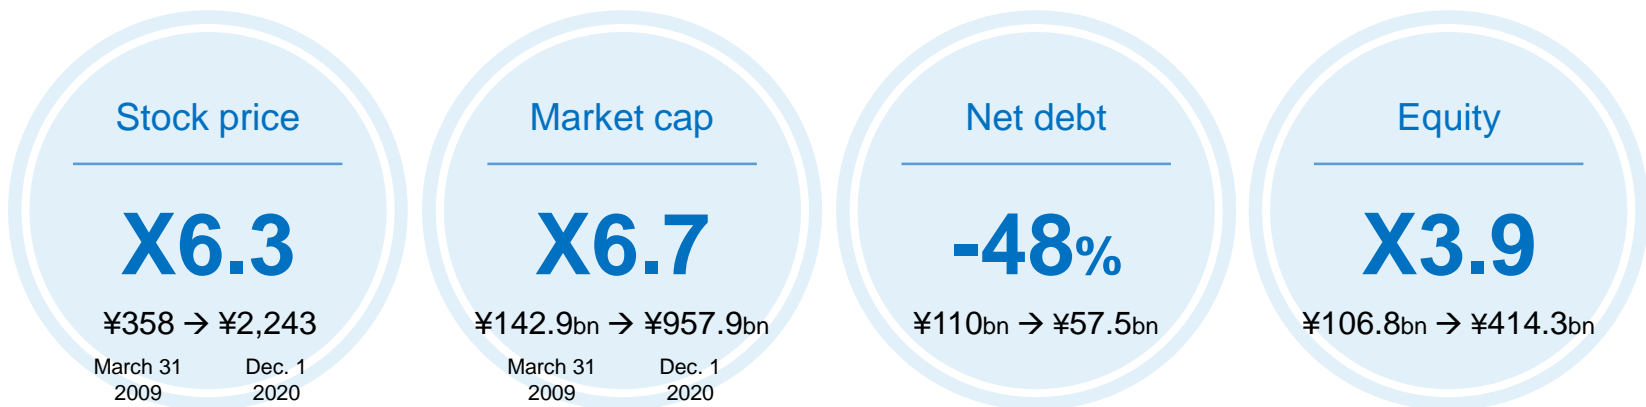 Stock price
X6.3
¥358 → ¥2,243
March 31 Dec. 1
2009 2020
Market cap
X6.7
¥142.9bn → ¥957.9bn
March 31 Dec. 1
2009 2020
Net debt
-48%
¥110bn → ¥57.5bn
Equity
X3.9
¥106.8bn → ¥414.3bn